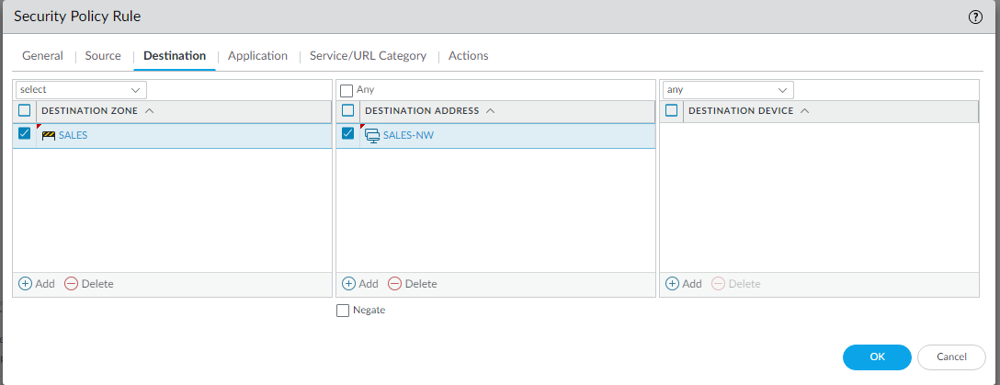 Security Policy Rule
General Source Destination Application Service/URL Category Actions
select Any any
DESTINATION ZONE DESTINATION ADDRESS DESTINATION DEVICE
SALES SALES-NW
Add Delete Add Delete Add Delete
Negate
OK Cancel